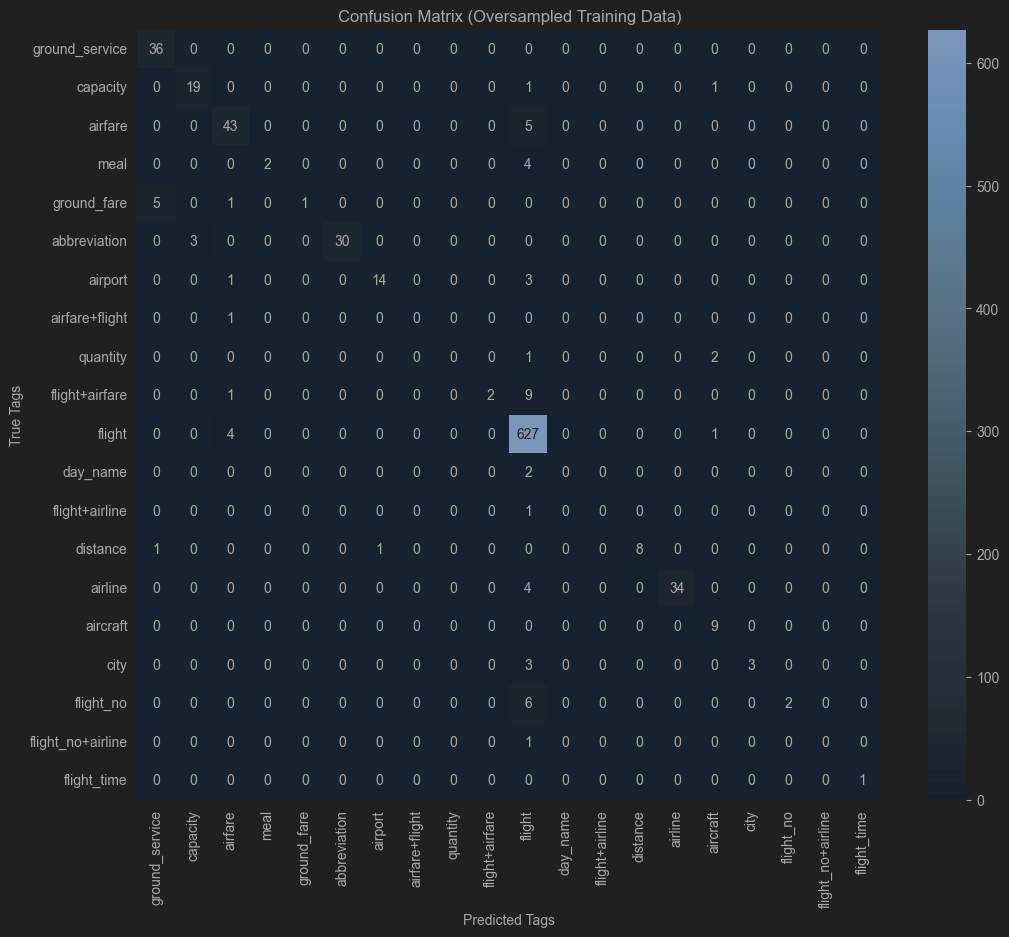 Confusion Matrix (Oversampled Training Data)
ground_service 36 0 0 0 0 0 0 0 0 0 0 0 0 0 0 0 0 0 0 0
capacity 0 19 0 0 0 0 0 0 0 0 1 0 0 0 0 1 0 0 0 0
airfare 0 0 43 0 0 0 0 0 0 0 5 0 0 0 0 0 0 0 0 0
meal 0 0 0 2 0 0 0 0 0 0 4 0 0 0 0 0 0 0 0 0
ground_fare 5 0 1 0 1 0 0 0 0 0 0 0 0 0 0 0 0 0 0 0
abbreviation 0 3 0 0 0 30 0 0 0 0 0 0 0 0 0 0 0 0 0 0
airport 0 0 1 0 0 0 14 0 0 0 3 0 0 0 0 0 0 0 0 0
airfare+flight 0 0 1 0 0 0 0 0 0 0 0 0 0 0 0 0 0 0 0 0
quantity 0 0 0 0 0 0 0 0 0 0 1 0 0 0 0 2 0 0 0 0
flight+airfare 0 0 1 0 0 0 0 0 0 2 9 0 0 0 0 0 0 0 0 0
flight 0 0 4 0 0 0 0 0 0 0 627 0 0 0 0 1 0 0 0 0
day_name 0 0 0 0 0 0 0 0 0 0 2 0 0 0 0 0 0 0 0 0
flight+airline 0 0 0 0 0 0 0 0 0 0 1 0 0 0 0 0 0 0 0 0
distance 1 0 0 0 0 0 1 0 0 0 0 0 0 8 0 0 0 0 0 0
airline 0 0 0 0 0 0 0 0 0 0 4 0 0 0 34 0 0 0 0 0
aircraft 0 0 0 0 0 0 0 0 0 0 0 0 0 0 0 9 0 0 0 0
city 0 0 0 0 0 0 0 0 0 0 3 0 0 0 0 0 3 0 0 0
flight_no 0 0 0 0 0 0 0 0 0 0 6 0 0 0 0 0 0 2 0 0
flight_no+airline 0 0 0 0 0 0 0 0 0 0 1 0 0 0 0 0 0 0 0 0
flight_time 0 0 0 0 0 0 0 0 0 0 0 0 0 0 0 0 0 0 0 1
True Tags
ground_service
capacity
airfare
meal
ground_fare
abbreviation
airport
airfare+flight
quantity
flight+airfare
flight
day_name
flight+airline
distance
airline
aircraft
city
flight_no
flight_no+airline
flight_time
Predicted Tags
600
500
400
300
200
100
0